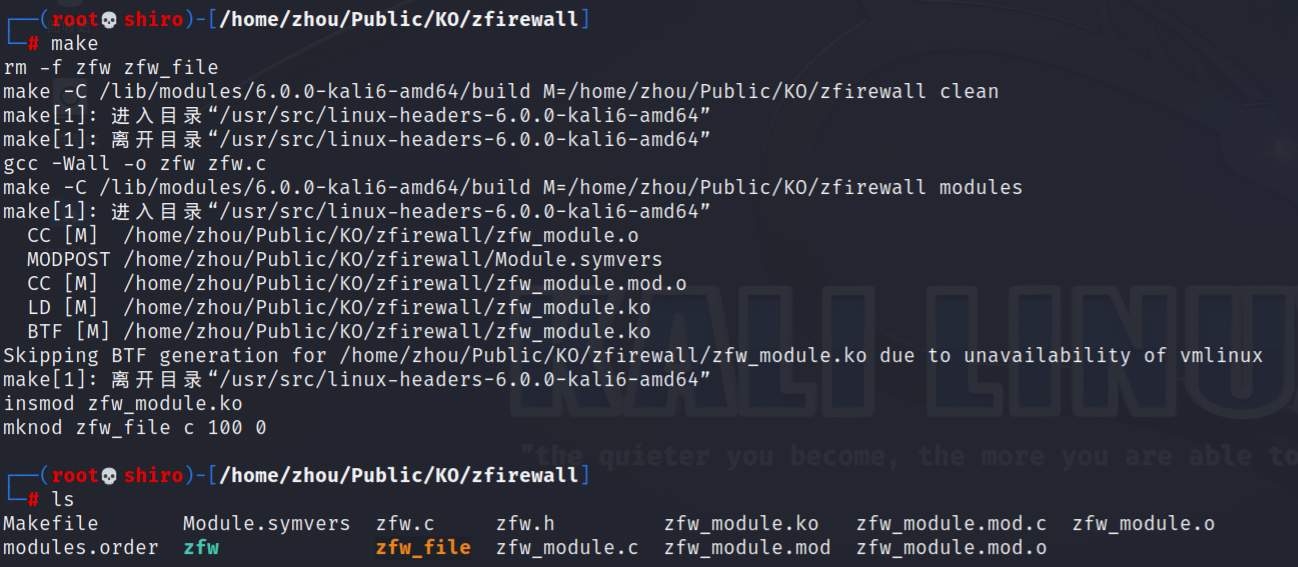 ┌──(root💀shiro)-[/home/zhou/Public/KO/zfirewall]
└─# make
rm -f zfw zfw_file
make -C /lib/modules/6.0.0-kali6-amd64/build M=/home/zhou/Public/KO/zfirewall clean
make[1]: 进入目录“/usr/src/linux-headers-6.0.0-kali6-amd64”
make[1]: 离开目录“/usr/src/linux-headers-6.0.0-kali6-amd64”
gcc -Wall -o zfw zfw.c
make -C /lib/modules/6.0.0-kali6-amd64/build M=/home/zhou/Public/KO/zfirewall modules
make[1]: 进入目录“/usr/src/linux-headers-6.0.0-kali6-amd64”
  CC [M]  /home/zhou/Public/KO/zfirewall/zfw_module.o
  MODPOST /home/zhou/Public/KO/zfirewall/Module.symvers
  CC [M]  /home/zhou/Public/KO/zfirewall/zfw_module.mod.o
  LD [M]  /home/zhou/Public/KO/zfirewall/zfw_module.ko
  BTF [M] /home/zhou/Public/KO/zfirewall/zfw_module.ko
Skipping BTF generation for /home/zhou/Public/KO/zfirewall/zfw_module.ko due to unavailability of vmlinux
make[1]: 离开目录“/usr/src/linux-headers-6.0.0-kali6-amd64”
insmod zfw_module.ko
mknod zfw_file c 100 0
KALI LINU
"the quieter you become, the more you are able to
┌──(root💀shiro)-[/home/zhou/Public/KO/zfirewall]
└─# ls
Makefile       Module.symvers  zfw.c     zfw.h         zfw_module.ko   zfw_module.mod.c  zfw_module.o
modules.order  zfw             zfw_file  zfw_module.c  zfw_module.mod  zfw_module.mod.o